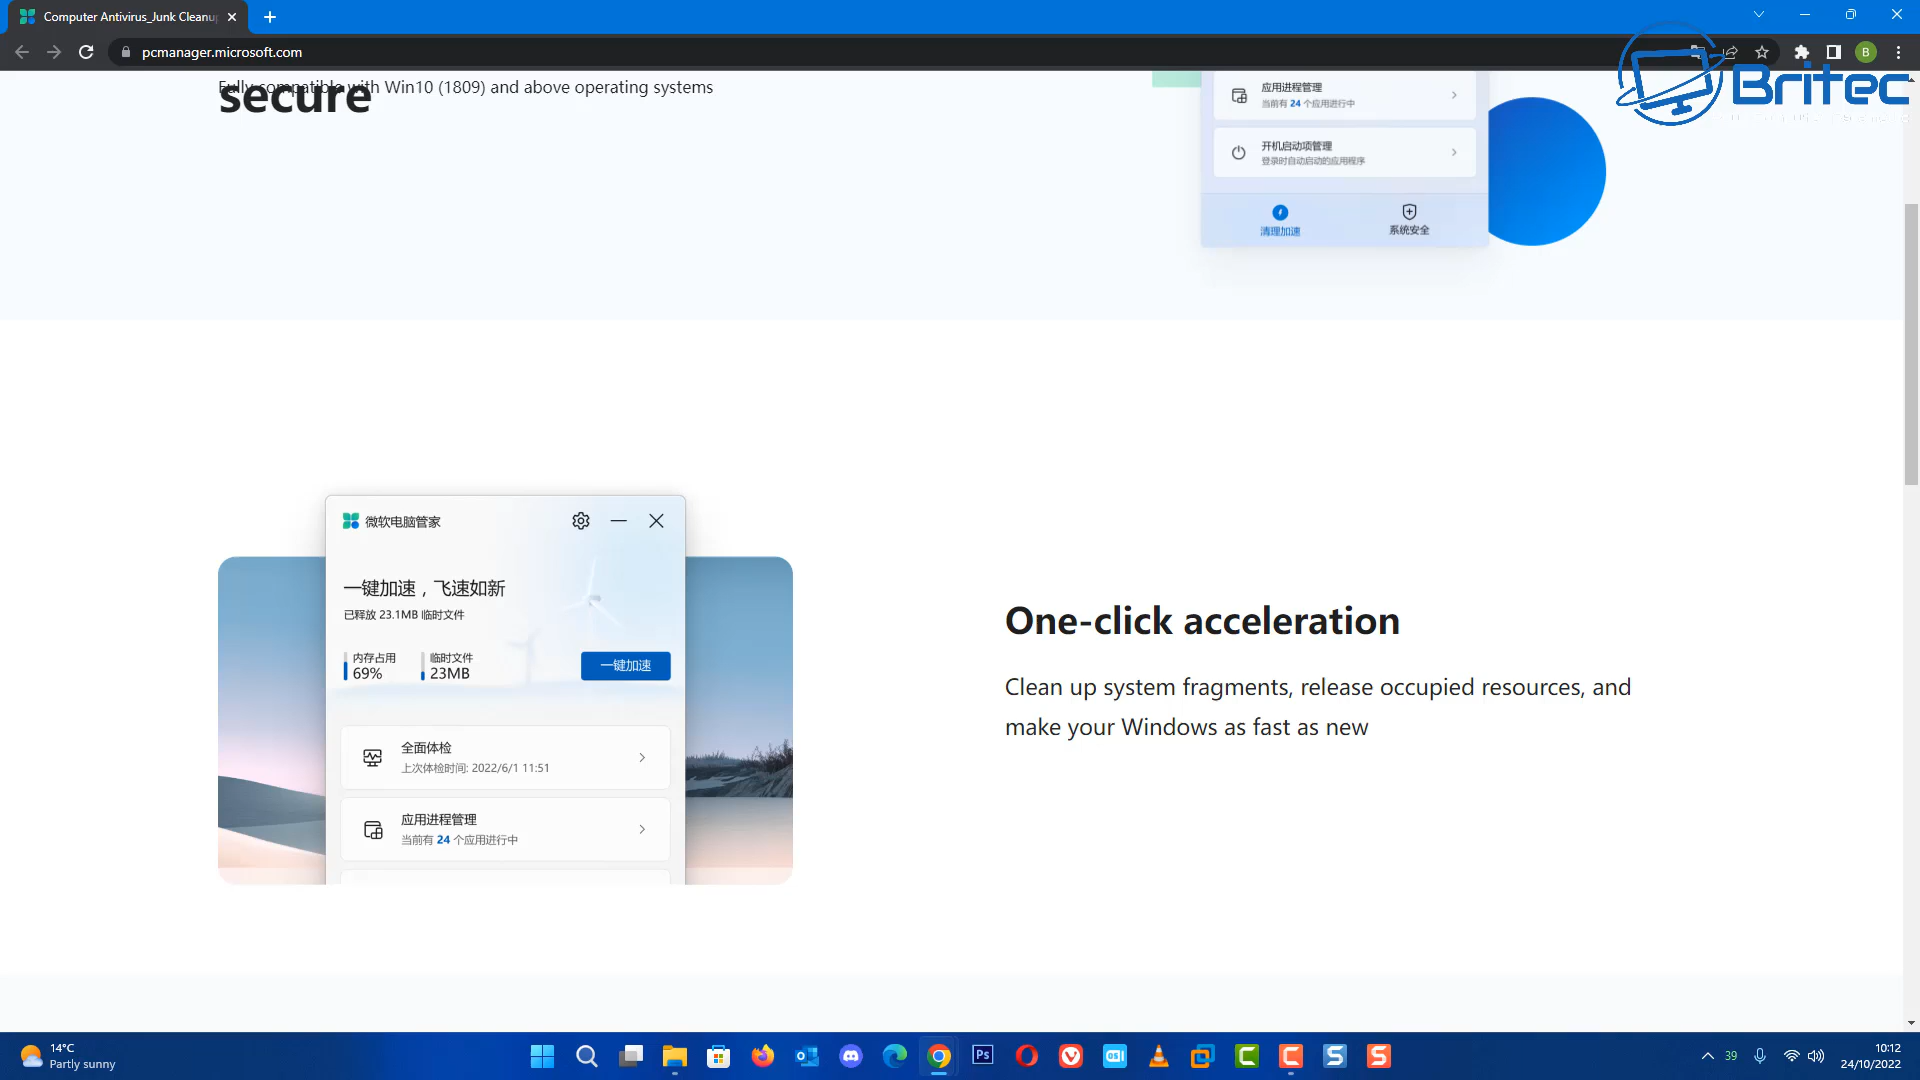 Computer Antivirus_Junk Cleanup
pcmanager.microsoft.com
B
Britec
Fully compatible with Win10 (1809) and above operating systems
secure
应用进程管理
当前有 24 个应用进行中
开机启动项管理
登录时自动启动的应用程序
清理加速
系统安全
微软电脑管家
一键加速，飞速如新
已释放 23.1MB 临时文件
内存占用
69%
临时文件
23MB
一键加速
全面体检
上次体检时间: 2022/6/1 11:51
应用进程管理
当前有 24 个应用进行中
One-click acceleration
Clean up system fragments, release occupied resources, and
make your Windows as fast as new
14°C
Partly sunny
Ps
39
10:12
24/10/2022